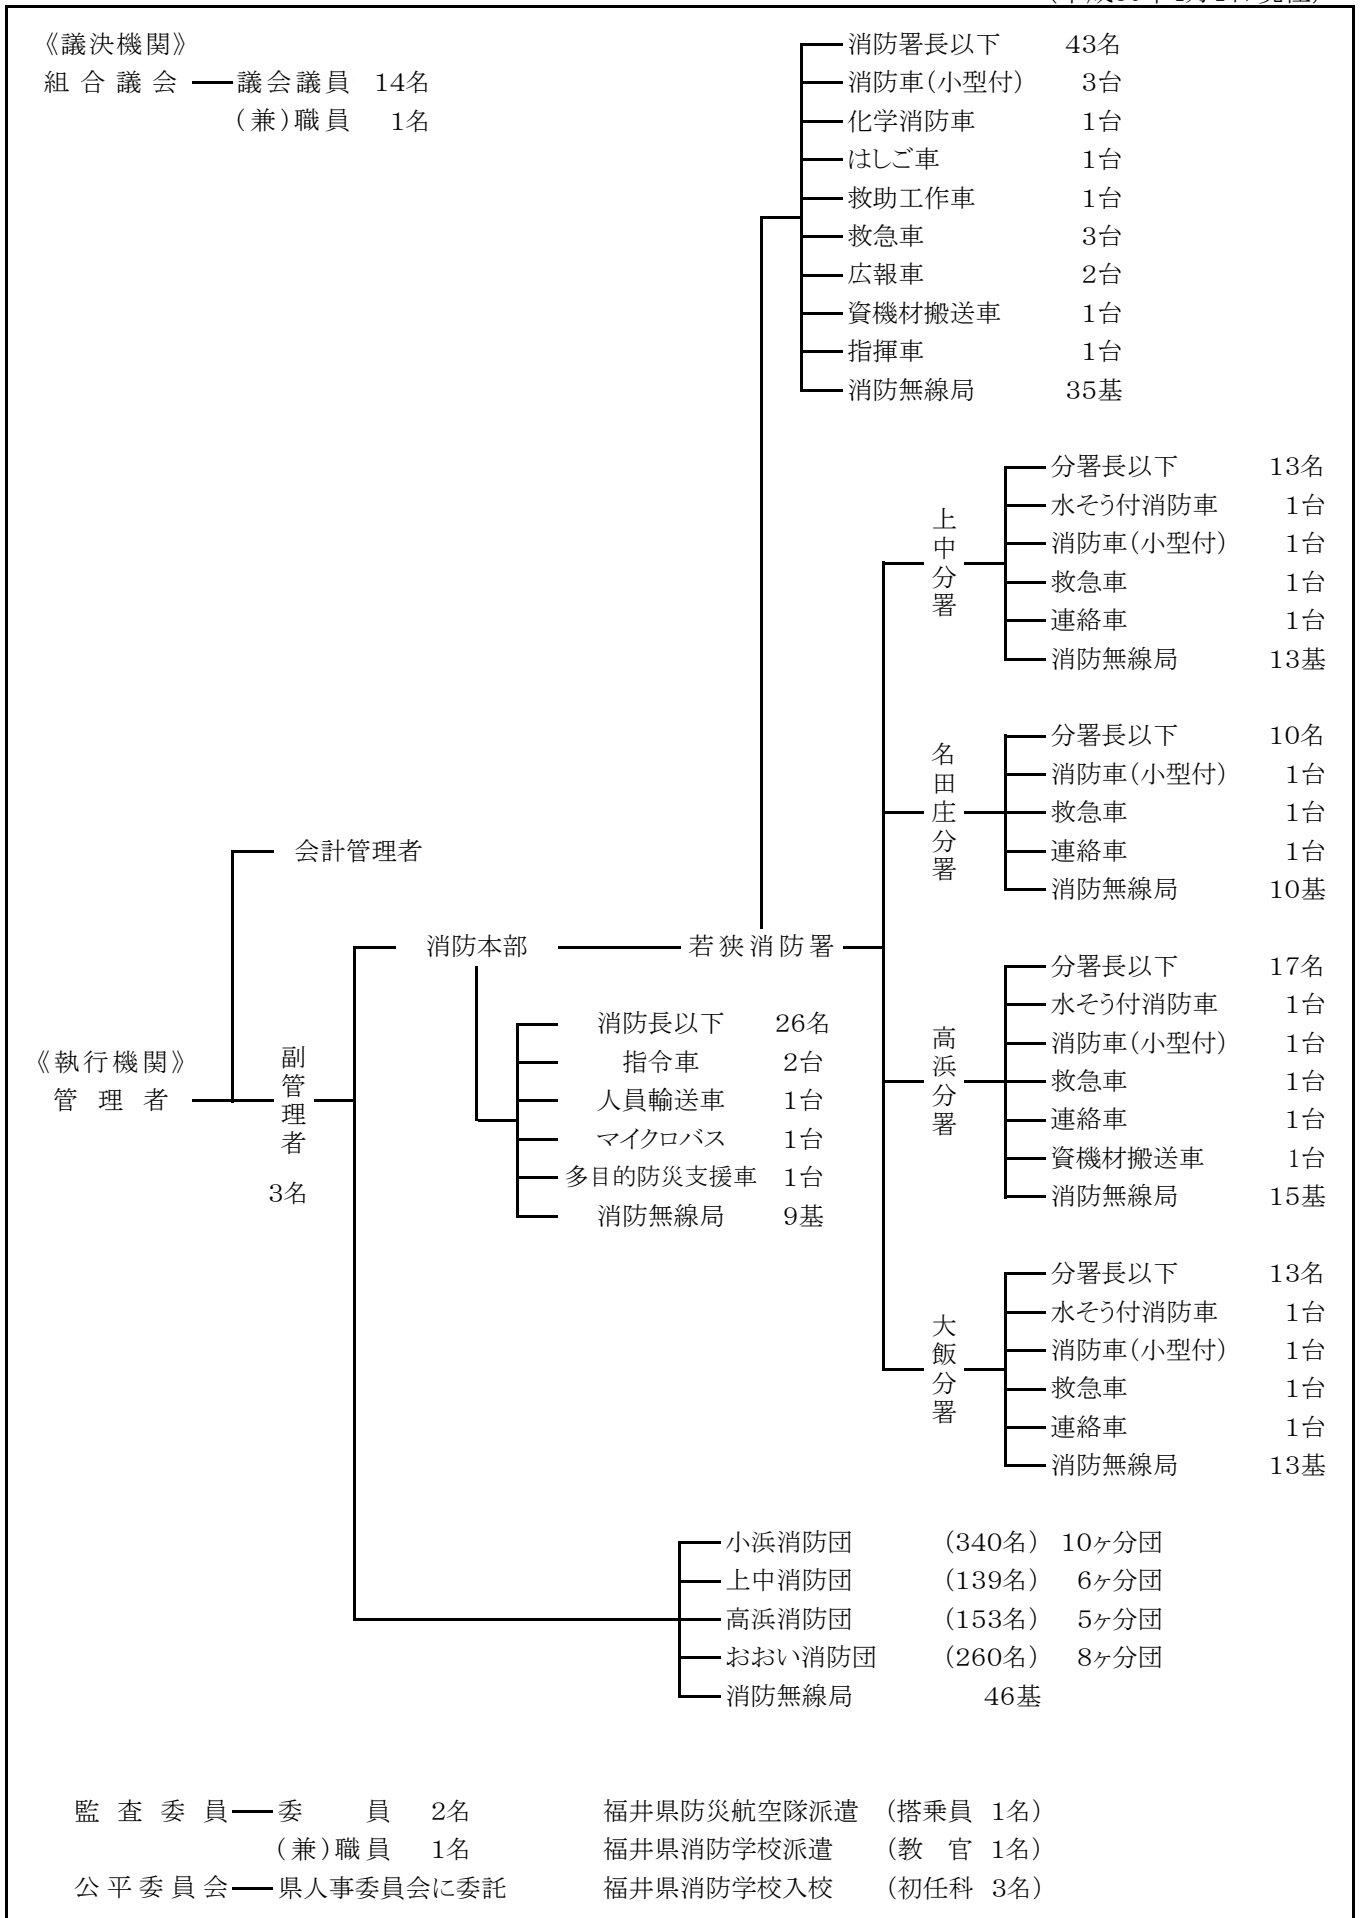 《議決機関》
組合議会 議会議員 14名
(兼)職員 1名
消防署長以下 43名
消防車(小型付) 3台
化学消防車 1台
はしご車 1台
救助工作車 1台
救急車 3台
広報車 2台
資機材搬送車 1台
指揮車 1台
消防無線局 35基
上中分署
分署長以下 13名
水そう付消防車 1台
消防車(小型付) 1台
救急車 1台
連絡車 1台
消防無線局 13基
名田庄分署
分署長以下 10名
消防車(小型付) 1台
救急車 1台
連絡車 1台
消防無線局 10基
会計管理者
消防本部 若狭消防署
高浜分署
分署長以下 17名
水そう付消防車 1台
消防車(小型付) 1台
救急車 1台
連絡車 1台
資機材搬送車 1台
消防無線局 15基
消防長以下 26名
指令車 2台
人員輸送車 1台
マイクロバス 1台
多目的防災支援車 1台
消防無線局 9基
《執行機関》
管理者
副管理者
3名
大飯分署
分署長以下 13名
水そう付消防車 1台
消防車(小型付) 1台
救急車 1台
連絡車 1台
消防無線局 13基
小浜消防団 (340名) 10ヶ分団
上中消防団 (139名) 6ヶ分団
高浜消防団 (153名) 5ヶ分団
おおい消防団 (260名) 8ヶ分団
消防無線局 46基
監査委員 委員 2名
(兼)職員 1名
公平委員会 県人事委員会に委託
福井県防災航空隊派遣 (搭乗員 1名)
福井県消防学校派遣 (教官 1名)
福井県消防学校入校 (初任科 3名)